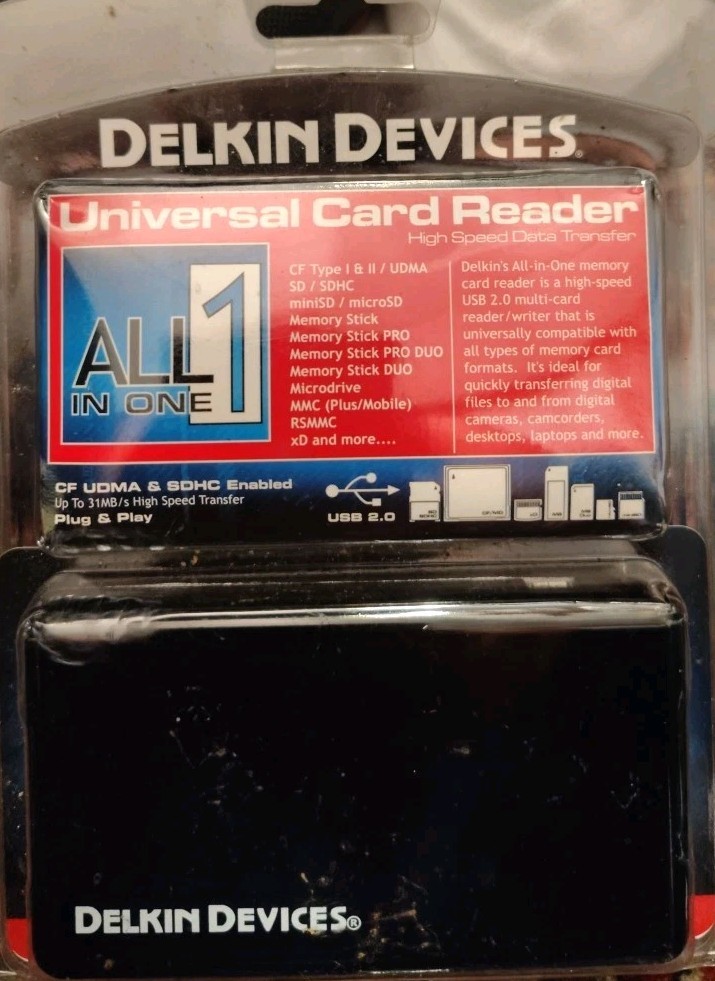 DELKIN DEVICES®
Universal Card Reader
High Speed Data Transfer
ALL 1
IN ONE
CF Type I & II / UDMA
SD / SDHC
miniSD / microSD
Memory Stick
Memory Stick PRO
Memory Stick PRO DUO
Memory Stick DUO
Microdrive
MMC (Plus/Mobile)
RSMMC
xD and more....
Delkin's All-in-One memory
card reader is a high-speed
USB 2.0 multi-card
reader/writer that is
universally compatible with
all types of memory card
formats. It's ideal for
quickly transferring digital
files to and from digital
cameras, camcorders,
desktops, laptops and more.
CF UDMA & SDHC Enabled
Up To 31MB/s High Speed Transfer
Plug & Play
USB 2.0
DELKIN DEVICES®